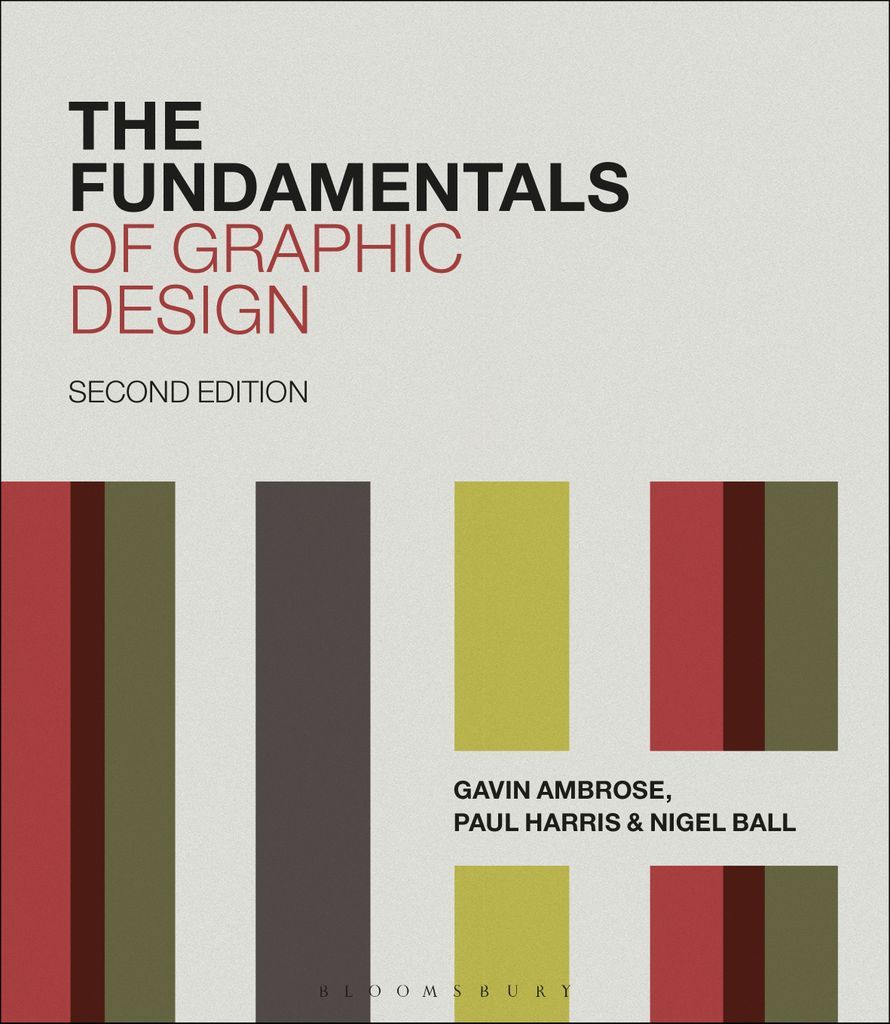 THE
FUNDAMENTALS
OF GRAPHIC
DESIGN
SECOND EDITION
GAVIN AMBROSE,
PAUL HARRIS & NIGEL BALL
BLOOMSBURY